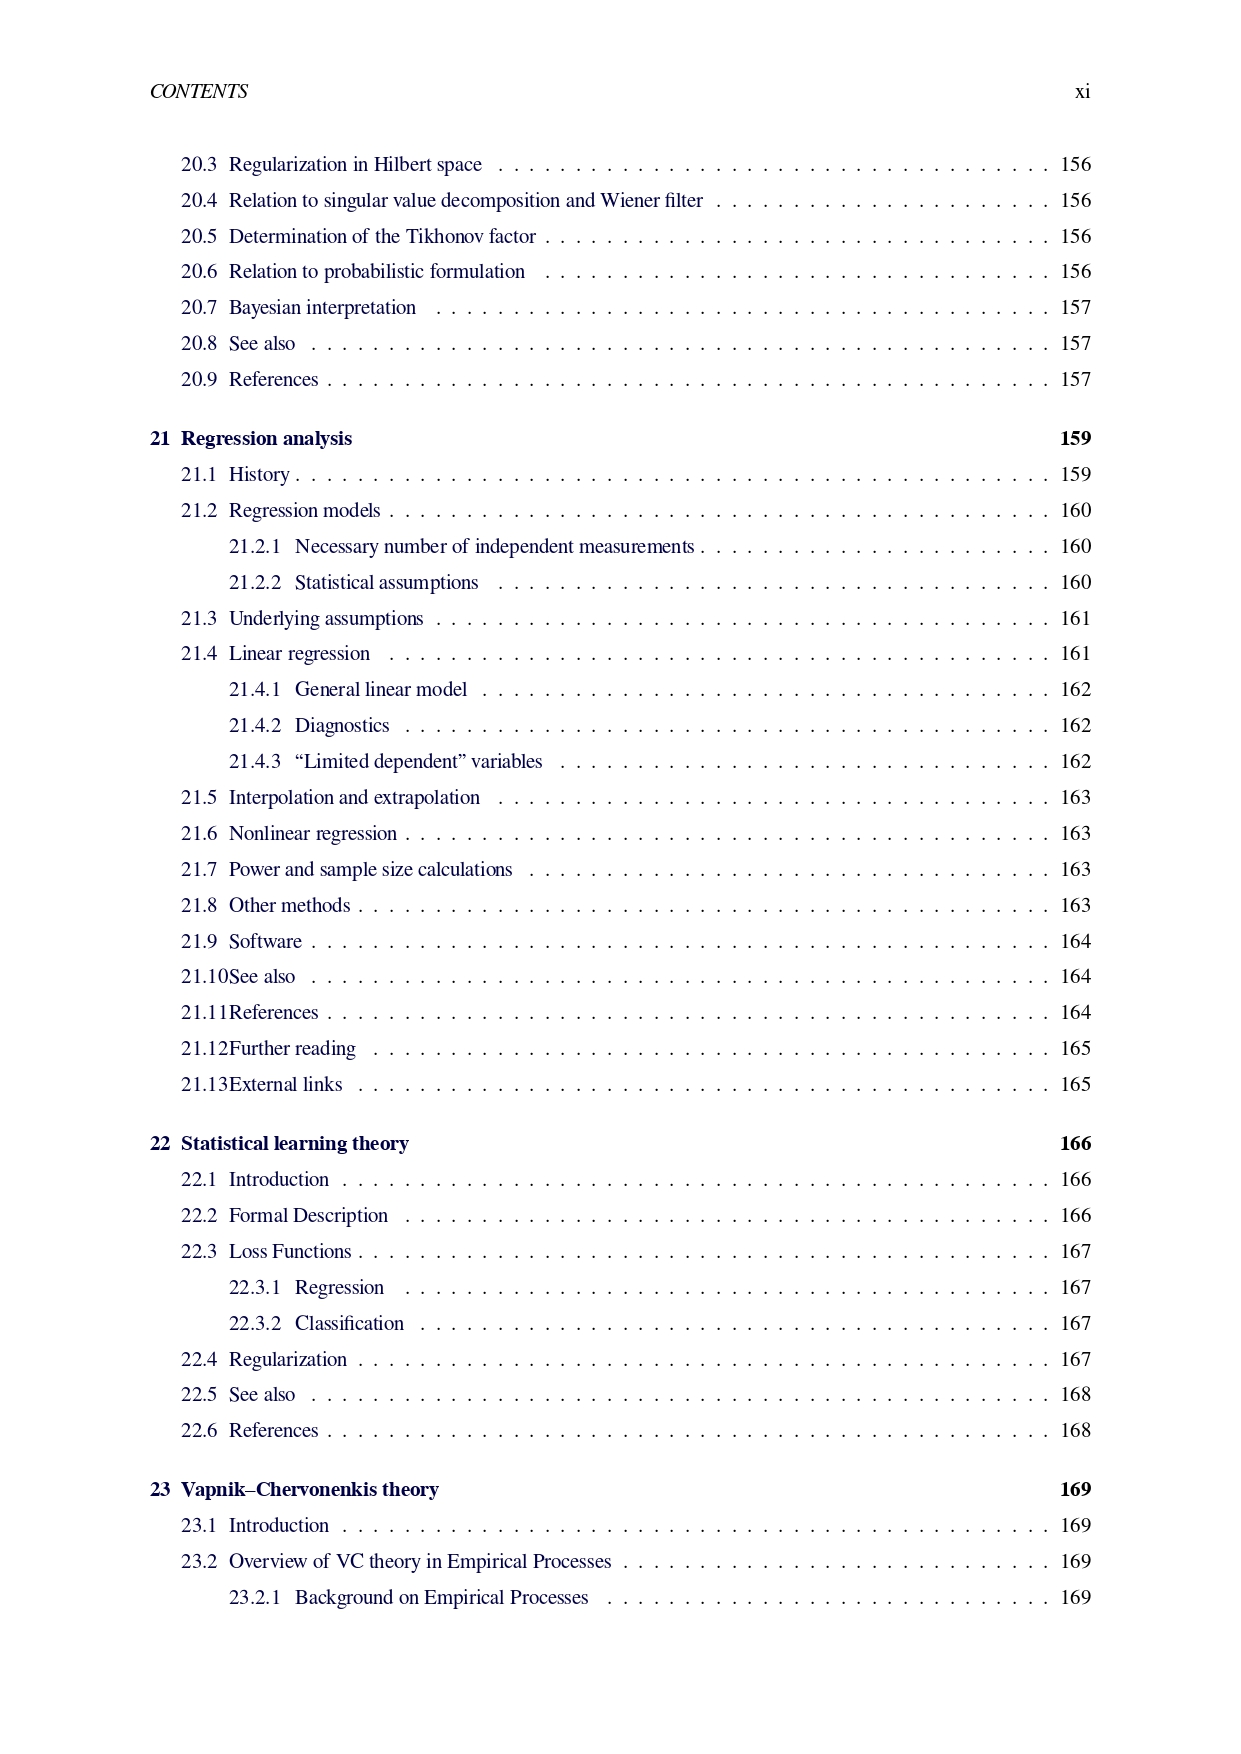 CONTENTS xi
20.3 Regularization in Hilbert space . . . . . . . . . . . . . . . . . . . . . . . . . . . . . . . . . . . . 156
20.4 Relation to singular value decomposition and Wiener filter . . . . . . . . . . . . . . . . . . . . . . 156
20.5 Determination of the Tikhonov factor . . . . . . . . . . . . . . . . . . . . . . . . . . . . . . . . . 156
20.6 Relation to probabilistic formulation . . . . . . . . . . . . . . . . . . . . . . . . . . . . . . . . . 156
20.7 Bayesian interpretation . . . . . . . . . . . . . . . . . . . . . . . . . . . . . . . . . . . . . . . . 157
20.8 See also . . . . . . . . . . . . . . . . . . . . . . . . . . . . . . . . . . . . . . . . . . . . . . . . 157
20.9 References . . . . . . . . . . . . . . . . . . . . . . . . . . . . . . . . . . . . . . . . . . . . . . . 157
21 Regression analysis 159
21.1 History . . . . . . . . . . . . . . . . . . . . . . . . . . . . . . . . . . . . . . . . . . . . . . . . . 159
21.2 Regression models . . . . . . . . . . . . . . . . . . . . . . . . . . . . . . . . . . . . . . . . . . . 160
21.2.1 Necessary number of independent measurements . . . . . . . . . . . . . . . . . . . . . . . 160
21.2.2 Statistical assumptions . . . . . . . . . . . . . . . . . . . . . . . . . . . . . . . . . . . . 160
21.3 Underlying assumptions . . . . . . . . . . . . . . . . . . . . . . . . . . . . . . . . . . . . . . . . 161
21.4 Linear regression . . . . . . . . . . . . . . . . . . . . . . . . . . . . . . . . . . . . . . . . . . . 161
21.4.1 General linear model . . . . . . . . . . . . . . . . . . . . . . . . . . . . . . . . . . . . . 162
21.4.2 Diagnostics . . . . . . . . . . . . . . . . . . . . . . . . . . . . . . . . . . . . . . . . . . 162
21.4.3 “Limited dependent” variables . . . . . . . . . . . . . . . . . . . . . . . . . . . . . . . . 162
21.5 Interpolation and extrapolation . . . . . . . . . . . . . . . . . . . . . . . . . . . . . . . . . . . . 163
21.6 Nonlinear regression . . . . . . . . . . . . . . . . . . . . . . . . . . . . . . . . . . . . . . . . . . 163
21.7 Power and sample size calculations . . . . . . . . . . . . . . . . . . . . . . . . . . . . . . . . . . 163
21.8 Other methods . . . . . . . . . . . . . . . . . . . . . . . . . . . . . . . . . . . . . . . . . . . . . 163
21.9 Software . . . . . . . . . . . . . . . . . . . . . . . . . . . . . . . . . . . . . . . . . . . . . . . . 164
21.10See also . . . . . . . . . . . . . . . . . . . . . . . . . . . . . . . . . . . . . . . . . . . . . . . . 164
21.11References . . . . . . . . . . . . . . . . . . . . . . . . . . . . . . . . . . . . . . . . . . . . . . . 164
21.12Further reading . . . . . . . . . . . . . . . . . . . . . . . . . . . . . . . . . . . . . . . . . . . . 165
21.13External links . . . . . . . . . . . . . . . . . . . . . . . . . . . . . . . . . . . . . . . . . . . . . 165
22 Statistical learning theory 166
22.1 Introduction . . . . . . . . . . . . . . . . . . . . . . . . . . . . . . . . . . . . . . . . . . . . . . 166
22.2 Formal Description . . . . . . . . . . . . . . . . . . . . . . . . . . . . . . . . . . . . . . . . . . 166
22.3 Loss Functions . . . . . . . . . . . . . . . . . . . . . . . . . . . . . . . . . . . . . . . . . . . . . 167
22.3.1 Regression . . . . . . . . . . . . . . . . . . . . . . . . . . . . . . . . . . . . . . . . . . 167
22.3.2 Classification . . . . . . . . . . . . . . . . . . . . . . . . . . . . . . . . . . . . . . . . . 167
22.4 Regularization . . . . . . . . . . . . . . . . . . . . . . . . . . . . . . . . . . . . . . . . . . . . . 167
22.5 See also . . . . . . . . . . . . . . . . . . . . . . . . . . . . . . . . . . . . . . . . . . . . . . . . 168
22.6 References . . . . . . . . . . . . . . . . . . . . . . . . . . . . . . . . . . . . . . . . . . . . . . . 168
23 Vapnik–Chervonenkis theory 169
23.1 Introduction . . . . . . . . . . . . . . . . . . . . . . . . . . . . . . . . . . . . . . . . . . . . . . 169
23.2 Overview of VC theory in Empirical Processes . . . . . . . . . . . . . . . . . . . . . . . . . . . . 169
23.2.1 Background on Empirical Processes . . . . . . . . . . . . . . . . . . . . . . . . . . . . . 169